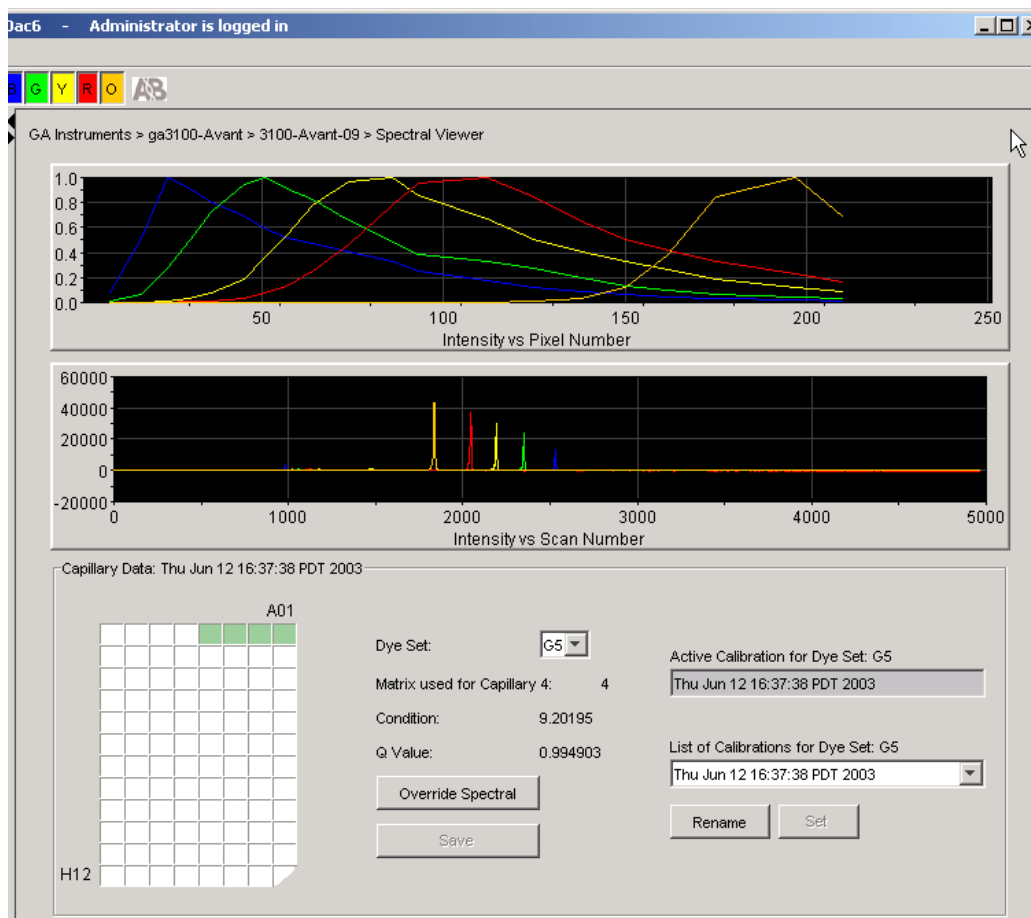 0ac6 - Administrator is logged in
B G Y R O AB
GA Instruments > ga3100-Avant > 3100-Avant-09 > Spectral Viewer
1.0
0.8
0.6
0.4
0.2
0.0
50 100 150 200 250
Intensity vs Pixel Number
60000
40000
20000
0
-20000
0 1000 2000 3000 4000 5000
Intensity vs Scan Number
Capillary Data: Thu Jun 12 16:37:38 PDT 2003
A01
Dye Set: G5
Active Calibration for Dye Set: G5
Matrix used for Capillary 4: 4
Thu Jun 12 16:37:38 PDT 2003
Condition: 9.20195
Q Value: 0.994903
List of Calibrations for Dye Set: G5
Thu Jun 12 16:37:38 PDT 2003
Override Spectral
Rename Set
Save
H12